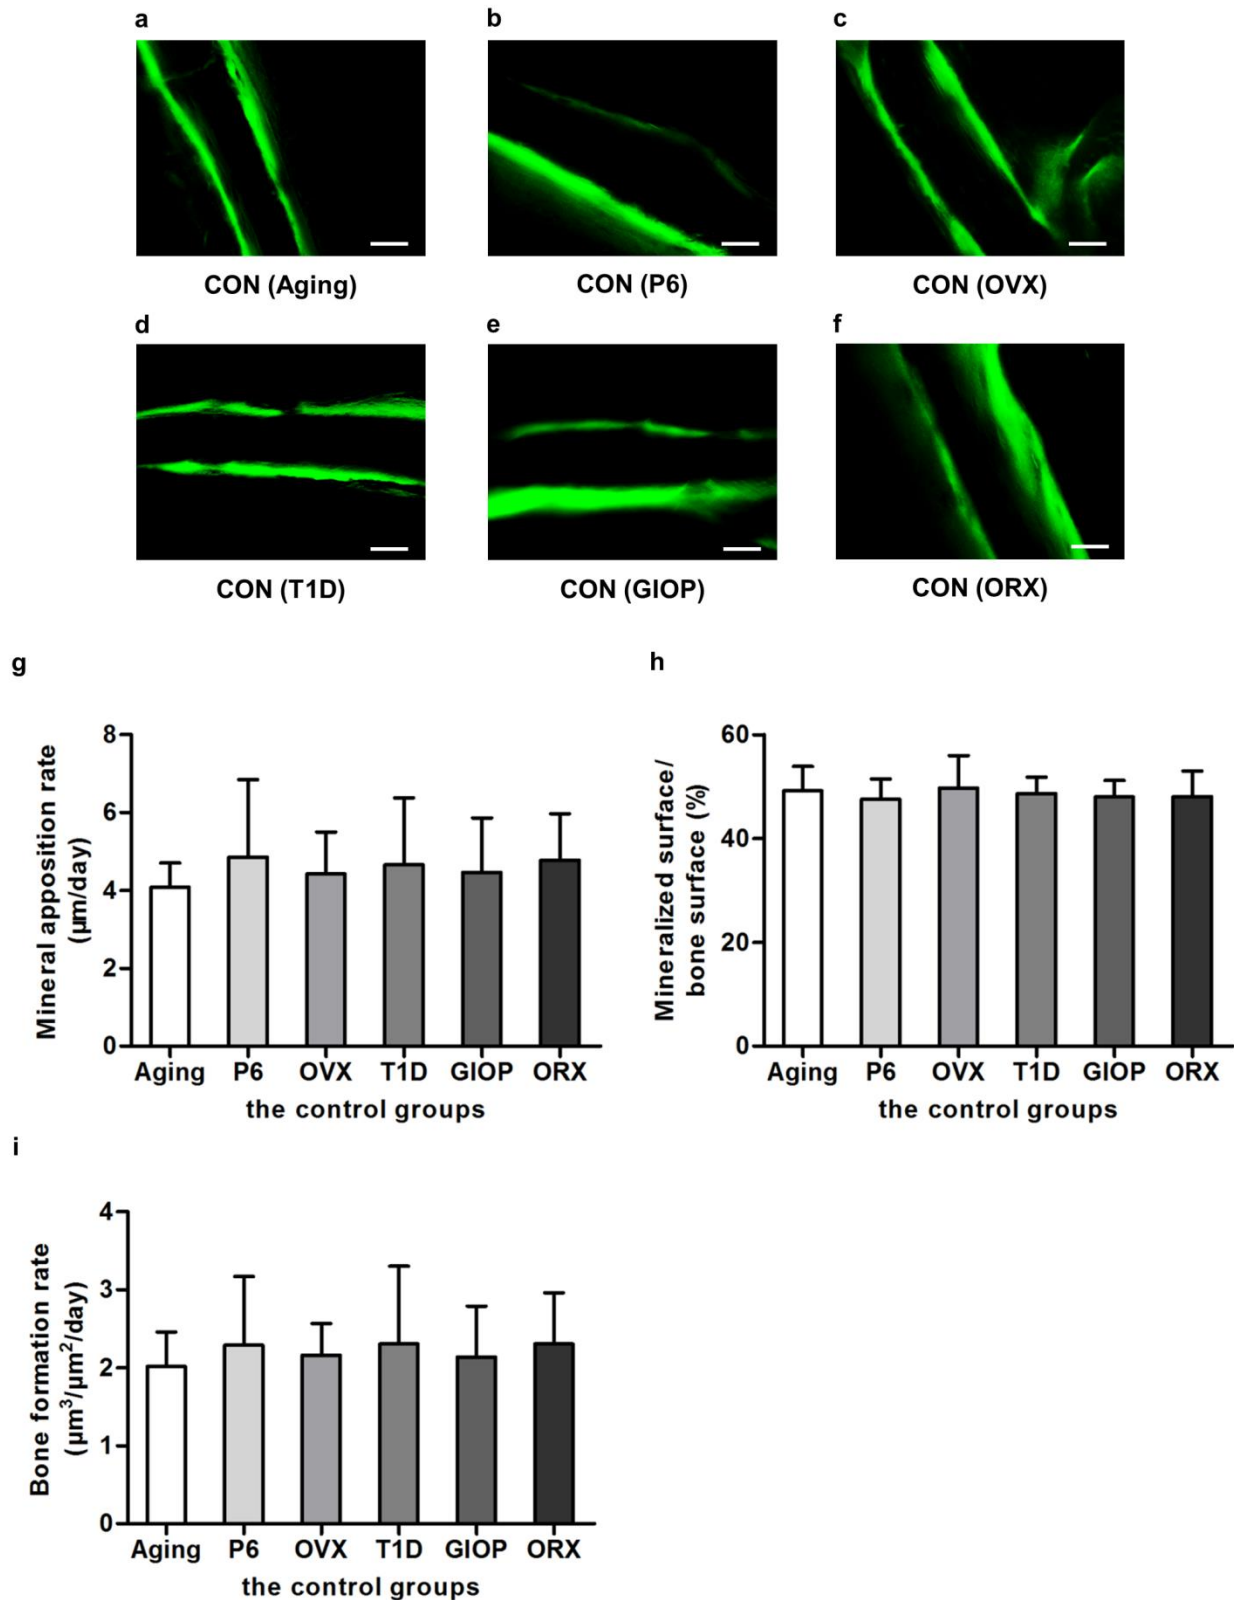 a
b
c
CON (Aging)
CON (P6)
CON (OVX)
d
e
f
CON (T1D)
CON (GIOP)
CON (ORX)
g
Mineral apposition rate
(μm/day)
8
6
4
2
0
Aging P6 OVX T1D GIOP ORX
the control groups
h
Mineralized surface/
bone surface (%)
60
40
20
0
Aging P6 OVX T1D GIOP ORX
the control groups
i
Bone formation rate
(μm³/μm²/day)
4
3
2
1
0
Aging P6 OVX T1D GIOP ORX
the control groups